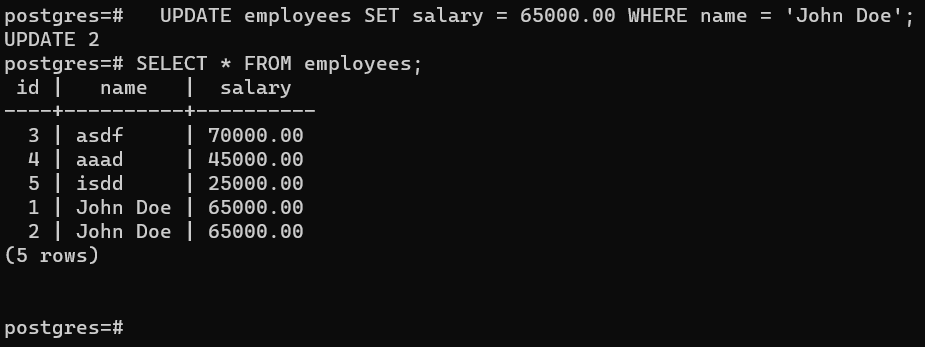 postgres=#   UPDATE employees SET salary = 65000.00 WHERE name = 'John Doe';
UPDATE 2
postgres=# SELECT * FROM employees;
 id |   name   |  salary
----+----------+----------
  3 | asdf     | 70000.00
  4 | aaad     | 45000.00
  5 | isdd     | 25000.00
  1 | John Doe | 65000.00
  2 | John Doe | 65000.00
(5 rows)
postgres=#